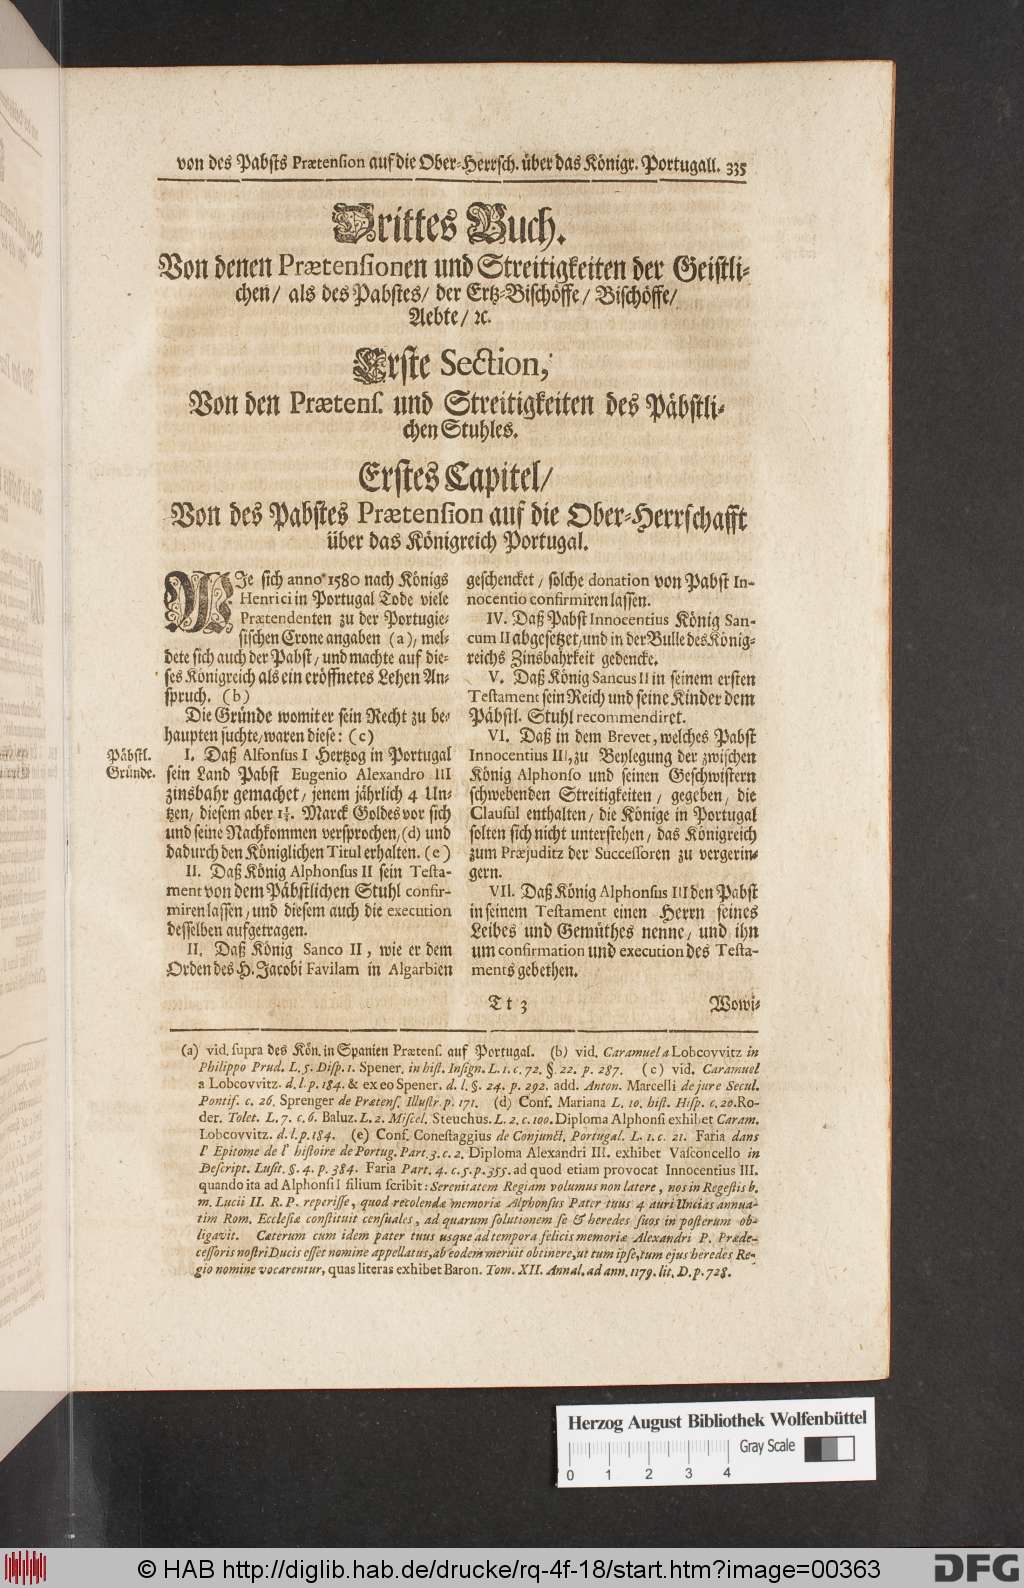 von des Pabsts Prætension auf die Ober-Herrsch. über das Königr. Portugall. 335
Drittes Buch.
Von denen Prætensionen und Streitigkeiten der Geistli-
chen/ als des Pabstes/ der Ertz-Bischöffe/ Bischöffe/
Aebte/ ꝛc.
Erste Section,
Von den Prætens. und Streitigkeiten des Päbstli-
chen Stuhles.
Erstes Capitel/
Von des Pabstes Prætension auf die Ober-Herrschafft
über das Königreich Portugal.
WJe sich anno 1580 nach Königs
Henrici in Portugal Tode viele
Prætendenten zu der Portugie-
sischen Crone angaben (a), mel-
dete sich auch der Pabst/ und machte auf die-
ses Königreich als ein eröffnetes Lehen An-
spruch. (b)
Die Gründe womit er sein Recht zu be-
haupten suchte/ waren diese: (c)
Päbstl.
Gründe.
I. Daß Alfonsus I Hertzog in Portugal
sein Land Pabst Eugenio Alexandro III
zinsbahr gemachet/ jenem jährlich 4 Un-
tzen/ diesem aber 1¾. Marck Goldes vor sich
und seine Nachkommen versprochen/(d) und
dadurch den Königlichen Titul erhalten. (e)
II. Daß König Alphonsus II sein Testa-
ment von dem Päbstlichen Stuhl confir-
miren lassen/ und diesem auch die execution
desselben aufgetragen.
II. Daß König Sanco II, wie er dem
Orden des H. Jacobi Favilam in Algarbien
geschencket/ solche donation von Pabst In-
nocentio confirmiren lassen.
IV. Daß Pabst Innocentius König San-
cum II abgesetzet/ und in der Bulle des König-
reichs Zinsbahrkeit gedencke.
V. Daß König Sancus II in seinem ersten
Testament sein Reich und seine Kinder dem
Päbstl. Stuhl recommendiret.
VI. Daß in dem Brevet, welches Pabst
Innocentius II/, zu Beylegung der zwischen
König Alphonso und seinen Geschwistern
schwebenden Streitigkeiten/ gegeben/ die
Clausul enthalten/ die Könige in Portugal
solten sich nicht unterstehen/ das Königreich
zum Præjuditz der Successoren zu vergerin-
gern.
VII. Daß König Alphonsus III den Pabst
in seinem Testament einen Herrn seines
Leibes und Gemüthes nenne/ und ihn
um confirmation und execution des Testa-
ments gebethen.
Tt 3 Wowi-
(a) vid. supra des Kön. in Spanien Prætens. auf Portugal. (b) vid. Caramuel a Lobcovvitz in
Philippo Prud. L. 5. Disp. 1. Spener. in hist. Insign. L. 1. c. 72. §. 22. p. 287. (c) vid. Caramuel
a Lobcovvitz. d. l. p. 184. & ex eo Spener. d. l. §. 24. p. 292. add. Anton. Marcelli de jure Secul.
Pontif. c. 26. Sprenger de Prætens. Illustr. p. 171. (d) Conf. Mariana L. 10. hist. Hisp. c. 20. Ro-
der. Tolet. L. 7. c. 6. Baluz. L. 2. Miscel. Steuchus. L. 2. c. 100. Diploma Alphonsi exhibet Caram.
Lobcovvitz. d. l. p. 184. (e) Conf. Conestaggius de Conjunct. Portugal. L. 1. c. 21. Faria dans
l' Epitome de l' histoire de Portug. Part. 3. c. 2. Diploma Alexandri III. exhibet Vasconcello in
Descript. Lusit. §. 4. p. 384. Faria Part. 4. c. 5. p. 355. ad quod etiam provocat Innocentius III.
quando ita ad Alphonsi I filium scribit: Serenitatem Regiam volumus non latere, nos in Regestis b.
m. Lucii II. R. P. reperisse, quod recolendæ memoriæ Alphonsus Pater tuus 4 auri Uncias annua-
tim Rom. Ecclesiæ constituit censuales, ad quarum solutionem se & heredes suos in posterum ob-
ligavit. Cæterum cum idem pater tuus usque ad tempora felicis memoriæ Alexandri P. Præde-
cessoris nostri Ducis esset nomine appellatus, ab eodem meruit obtinere, ut tum ipse, tum ejus heredes Re-
gio nomine vocarentur, quas literas exhibet Baron. Tom. XII. Annal. ad ann. 1179. lit. D. p. 728.
Herzog August Bibliothek Wolfenbüttel
Gray Scale
0 1 2 3 4
© HAB http://diglib.hab.de/drucke/rq-4f-18/start.htm?image=00363
DFG